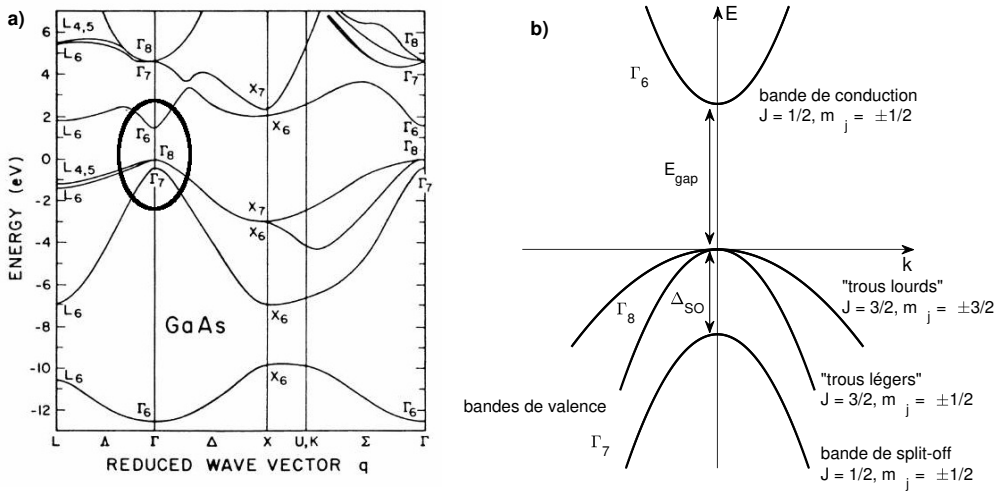 a)
ENERGY (eV)
6
4
2
0
-2
-4
-6
-8
-10
-12
L4,5
L6
Γ8
Γ7
L6
Γ6
L4,5
L6
Γ8
Γ7
X7
X6
X7
X6
Γ8
Γ7
Γ6
Γ8
Γ7
L6
GaAs
X6
L6
Γ6
X6
Γ6
L Λ Γ Δ X U,K Σ Γ
REDUCED WAVE VECTOR q
b)
E
Γ6
bande de conduction
J = 1/2, m j = ±1/2
Egap
k
ΔSO
Γ8
"trous lourds"
J = 3/2, m j = ±3/2
"trous légers"
J = 3/2, m j = ±1/2
bandes de valence
Γ7
bande de split-off
J = 1/2, m j = ±1/2